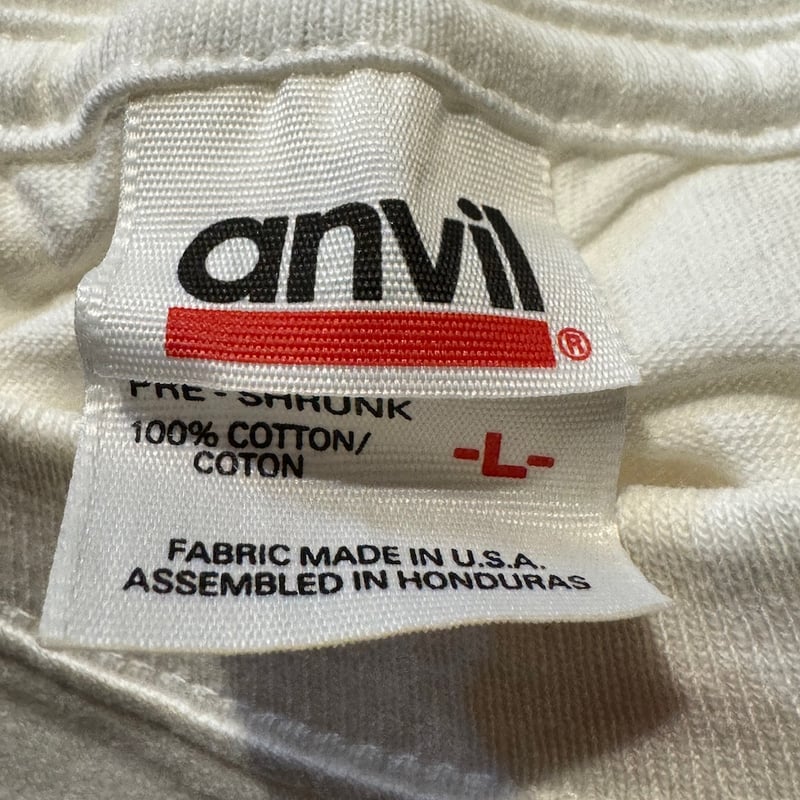 anvil®
PRE-SHRUNK
100% COTTON/
COTON
-L-
FABRIC MADE IN U.S.A.
ASSEMBLED IN HONDURAS